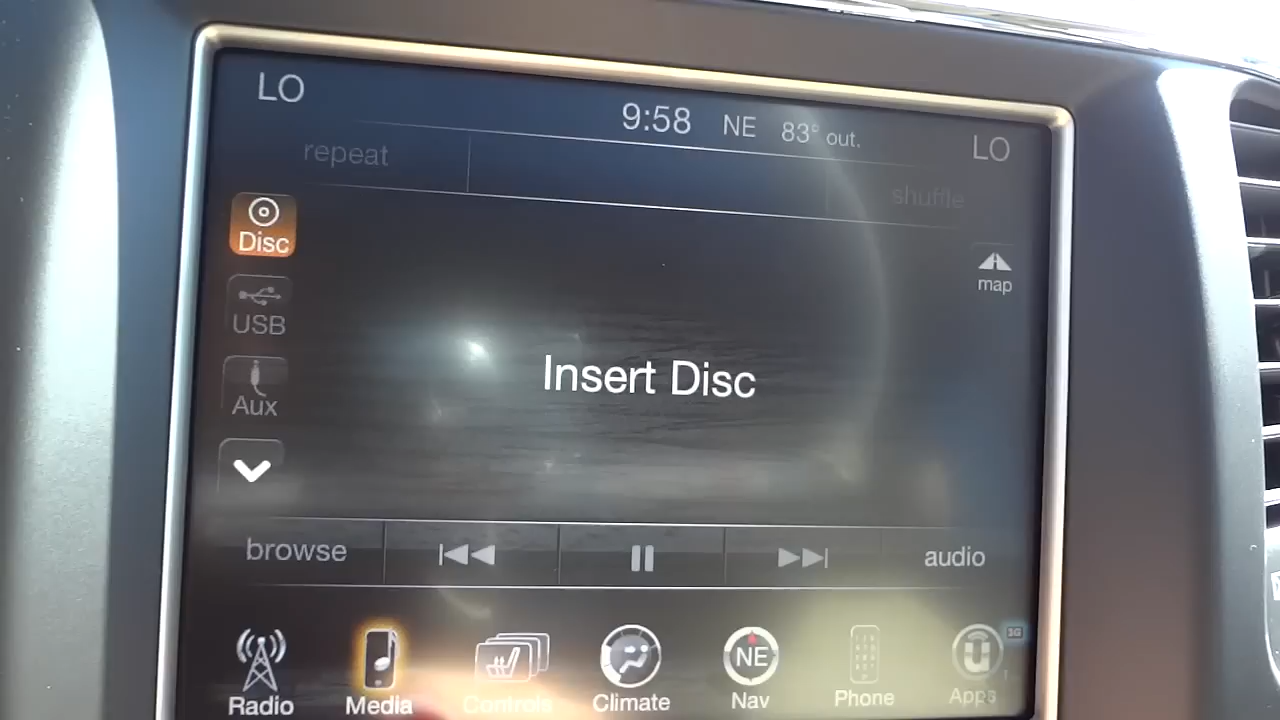 LO
9:58 NE 83° out.
LO
repeat
shuffle
Disc
map
USB
Insert Disc
Aux
browse
audio
NE
3G
Radio Media Controls Climate Nav Phone Apps